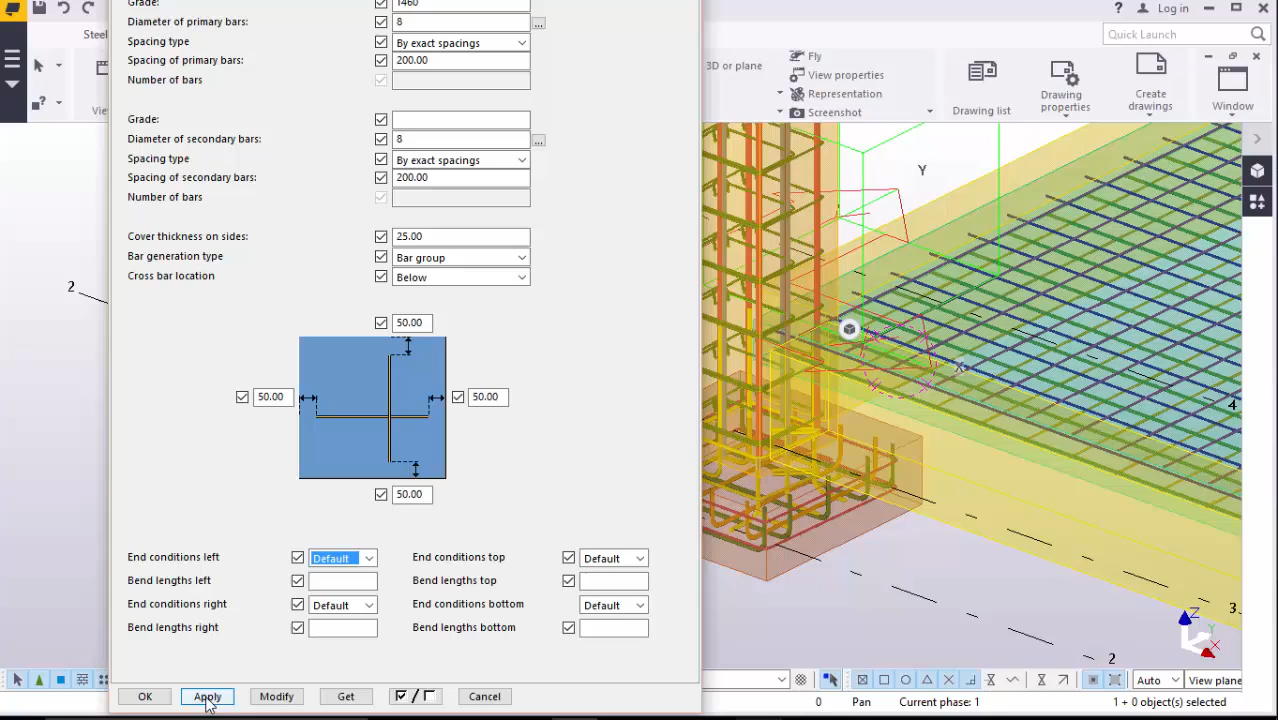 Grade: 1460
Log in
Diameter of primary bars: 8 ...
Steel
Quick Launch
Spacing type By exact spacings
Fly
Spacing of primary bars: 200.00
3D or plane
View properties
Number of bars
Representation
Drawing list
Drawing properties
Create drawings
Window
Screenshot
Grade:
Diameter of secondary bars: 8 ...
Spacing type By exact spacings
Y
Spacing of secondary bars: 200.00
Number of bars
Cover thickness on sides: 25.00
Bar generation type Bar group
Cross bar location Below
2
50.00
X
50.00
50.00
4
50.00
End conditions left Default
End conditions top Default
Bend lengths left
Bend lengths top
End conditions right Default
End conditions bottom Default
3
Bend lengths right
Bend lengths bottom
Z
Y
X
2
Auto
View plane
OK
Apply
Modify
Get
/
Cancel
0
Pan
Current phase: 1
1 + 0 object(s) selected